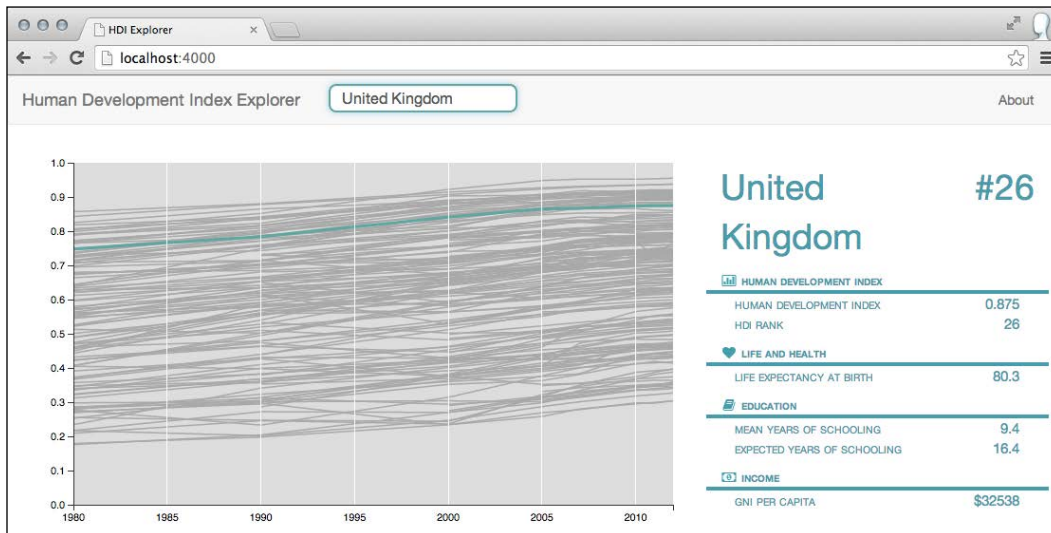 HDI Explorer
localhost:4000
Human Development Index Explorer
United Kingdom
About
1.0
0.9
0.8
0.7
0.6
0.5
0.4
0.3
0.2
0.1
0.0
1980 1985 1990 1995 2000 2005 2010
United #26
Kingdom
HUMAN DEVELOPMENT INDEX
HUMAN DEVELOPMENT INDEX 0.875
HDI RANK 26
LIFE AND HEALTH
LIFE EXPECTANCY AT BIRTH 80.3
EDUCATION
MEAN YEARS OF SCHOOLING 9.4
EXPECTED YEARS OF SCHOOLING 16.4
INCOME
GNI PER CAPITA $32538